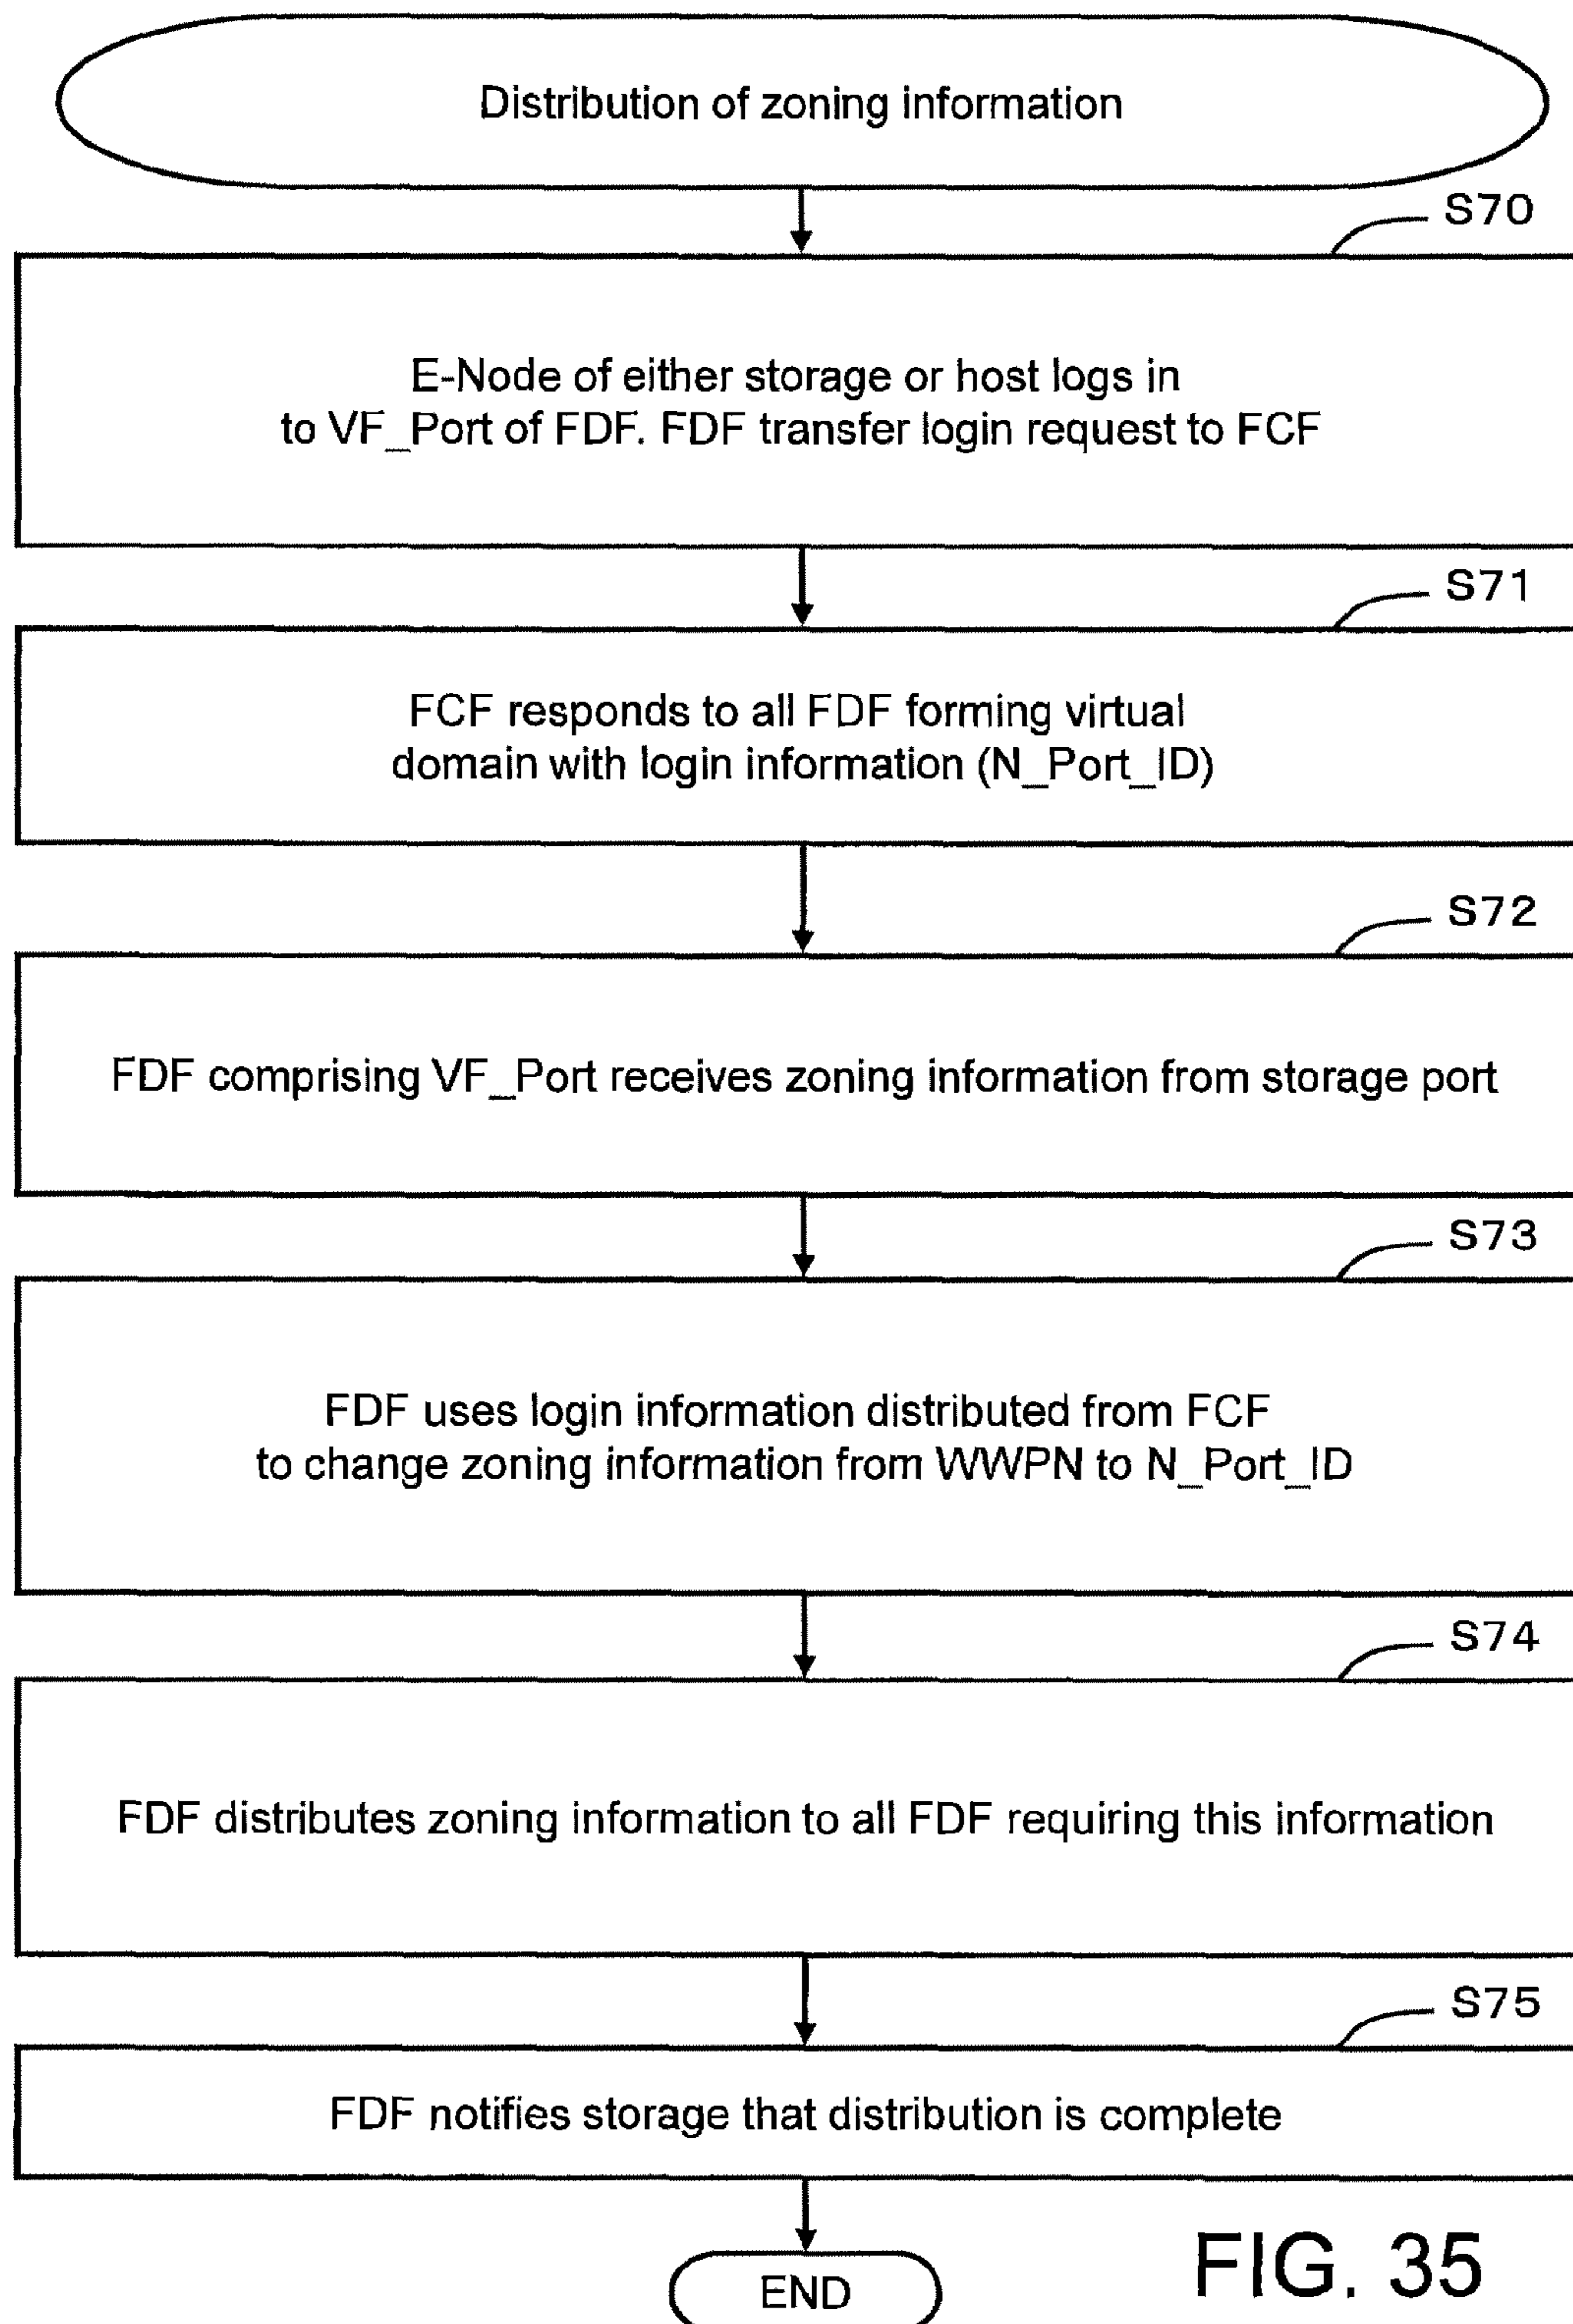 Distribution of zoning information
S70
E-Node of either storage or host logs in
to VF_Port of FDF. FDF transfer login request to FCF
S71
FCF responds to all FDF forming virtual
domain with login information (N_Port_ID)
S72
FDF comprising VF_Port receives zoning information from storage port
S73
FDF uses login information distributed from FCF
to change zoning information from WWPN to N_Port_ID
S74
FDF distributes zoning information to all FDF requiring this information
S75
FDF notifies storage that distribution is complete
END
FIG. 35